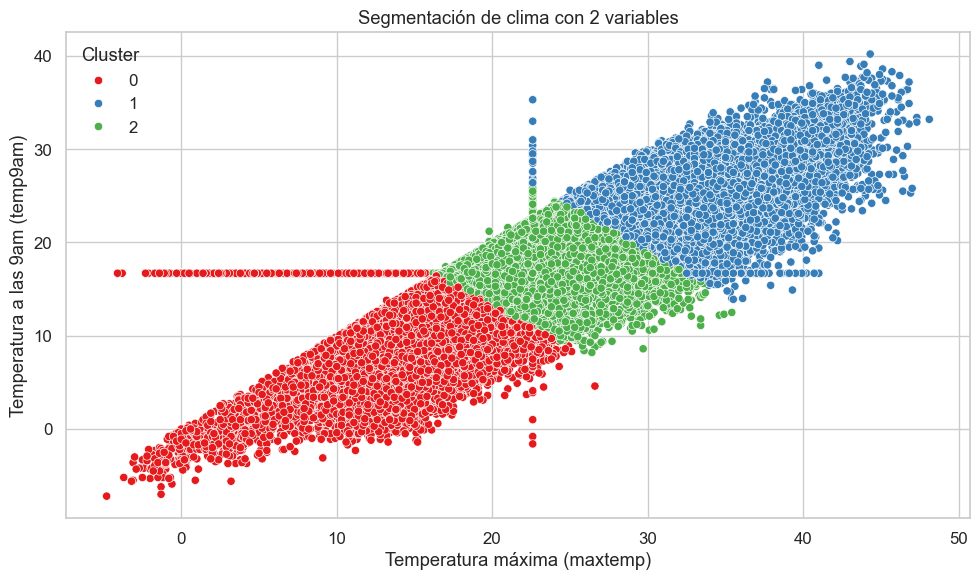 Segmentación de clima con 2 variables
Cluster
0
1
2
Temperatura a las 9am (temp9am)
40
30
20
10
0
0 10 20 30 40 50
Temperatura máxima (maxtemp)